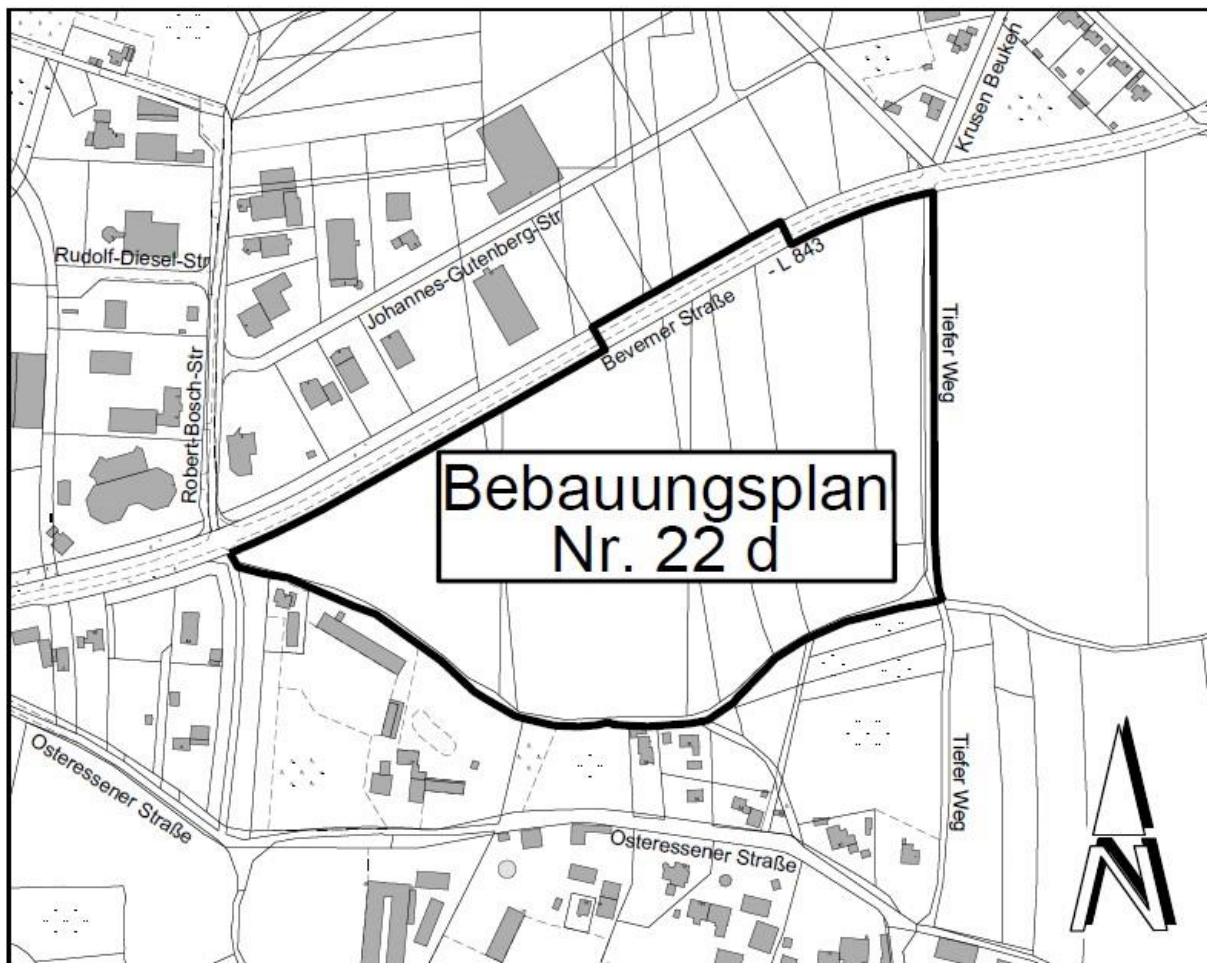 Krusen Beuken
Rudolf-Diesel-Str
Johannes-Gutenberg-Str
- L 843
Beverner Straße
Tiefer Weg
Robert-Bosch-Str
Bebauungsplan
Nr. 22 d
Osteressener Straße
Tiefer Weg
Osteressener Straße
N